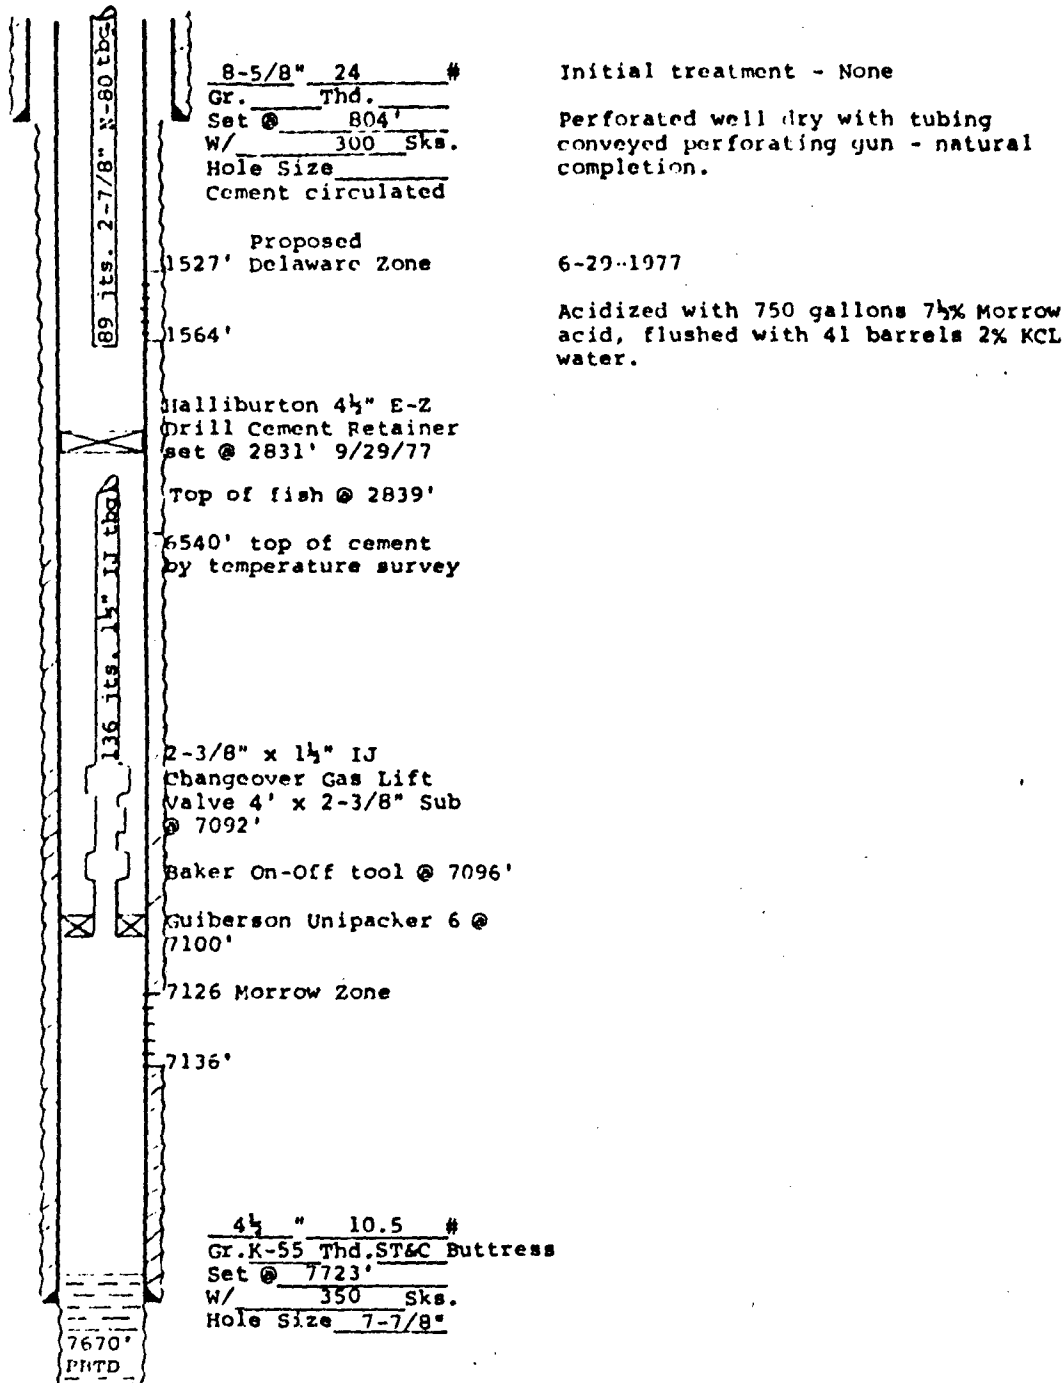 89 jts. 2-7/8" N-80 tbg
8-5/8" 24 #
Gr. Thd.
Set @ 804'
W/ 300 Sks.
Hole Size
Cement circulated
Proposed
1527' Delaware Zone
1564'
Halliburton 4½" E-Z
Drill Cement Retainer
set @ 2831' 9/29/77
Top of fish @ 2839'
6540' top of cement
by temperature survey
136 jts. 1½" IJ tbg
2-3/8" x 1½" IJ
Changeover Gas Lift
Valve 4' x 2-3/8" Sub
@ 7092'
Baker On-Off tool @ 7096'
Guiberson Unipacker 6 @
7100'
7126 Morrow Zone
7136'
4½ " 10.5 #
Gr.K-55 Thd.ST&C Buttress
Set @ 7723'
W/ 350 Sks.
Hole Size 7-7/8"
7670'
PBTD
Initial treatment - None
Perforated well dry with tubing
conveyed perforating gun - natural
completion.
6-29-1977
Acidized with 750 gallons 7½% Morrow
acid, flushed with 41 barrels 2% KCL
water.